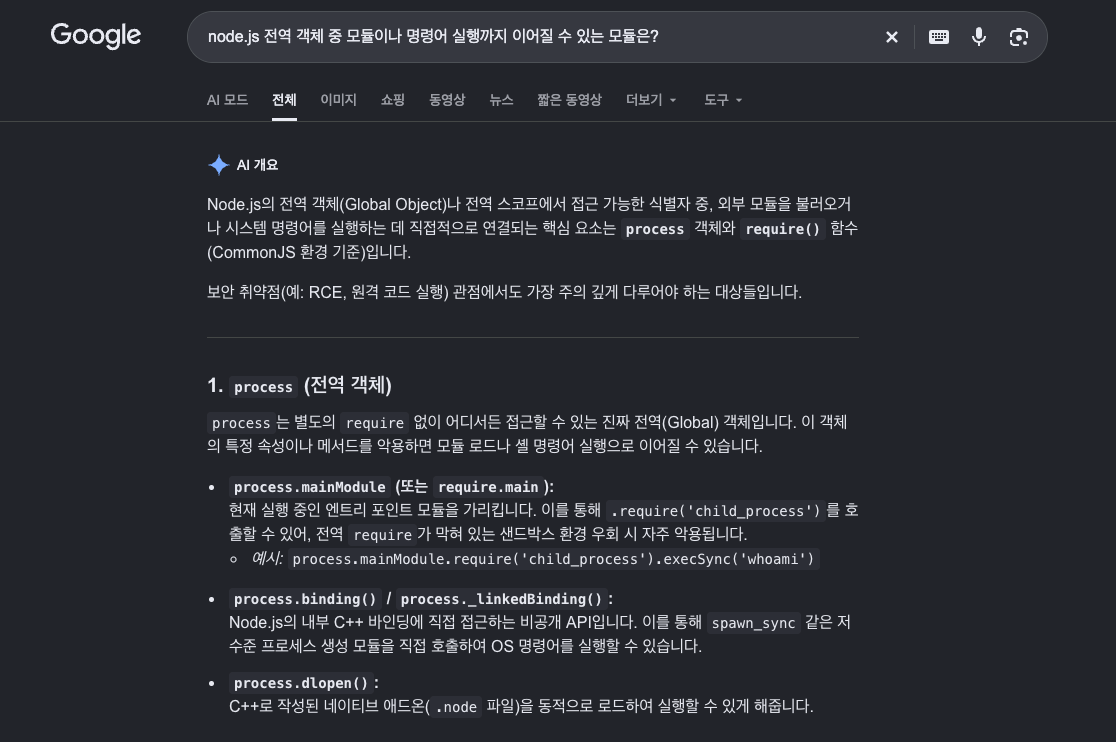 Google
node.js 전역 객체 중 모듈이나 명령어 실행까지 이어질 수 있는 모듈은?
AI 모드 전체 이미지 쇼핑 동영상 뉴스 짧은 동영상 더보기 도구
AI 개요
Node.js의 전역 객체(Global Object)나 전역 스코프에서 접근 가능한 식별자 중, 외부 모듈을 불러오거
나 시스템 명령어를 실행하는 데 직접적으로 연결되는 핵심 요소는 process 객체와 require() 함수
(CommonJS 환경 기준)입니다.
보안 취약점(예: RCE, 원격 코드 실행) 관점에서도 가장 주의 깊게 다루어야 하는 대상들입니다.
1. process (전역 객체)
process 는 별도의 require 없이 어디서든 접근할 수 있는 진짜 전역(Global) 객체입니다. 이 객체
의 특정 속성이나 메서드를 악용하면 모듈 로드나 셸 명령어 실행으로 이어질 수 있습니다.
• process.mainModule (또는 require.main ):
현재 실행 중인 엔트리 포인트 모듈을 가리킵니다. 이를 통해 .require('child_process') 를 호
출할 수 있어, 전역 require 가 막혀 있는 샌드박스 환경 우회 시 자주 악용됩니다.
○ 예시: process.mainModule.require('child_process').execSync('whoami')
• process.binding() / process._linkedBinding() :
Node.js의 내부 C++ 바인딩에 직접 접근하는 비공개 API입니다. 이를 통해 spawn_sync 같은 저
수준 프로세스 생성 모듈을 직접 호출하여 OS 명령어를 실행할 수 있습니다.
• process.dlopen() :
C++로 작성된 네이티브 애드온( .node 파일)을 동적으로 로드하여 실행할 수 있게 해줍니다.